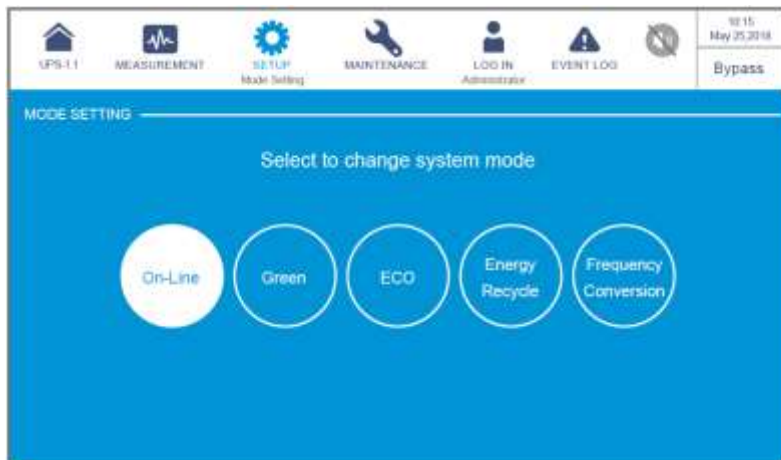 UPS-1.1
MEASUREMENT
SETUP
Mode Setting
MAINTENANCE
LOG IN
Administrator
EVENT LOG
10:15
May 25,2018
Bypass
MODE SETTING
Select to change system mode
On-Line
Green
ECO
Energy
Recycle
Frequency
Conversion